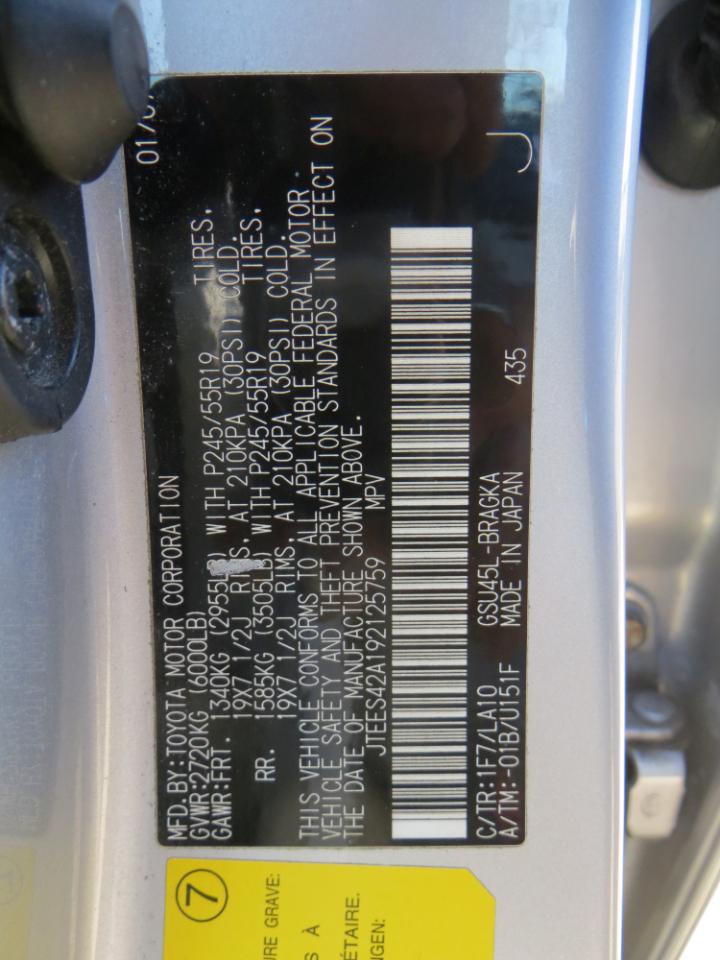 MFD.BY:TOYOTA MOTOR CORPORATION
GVWR:2720KG (6000LB)
GAWR:FRT. 1340KG (2955LB) WITH P245/55R19 TIRES,
19X7 1/2J RIMS, AT 210KPA (30PSI) COLD.
RR. 1585KG (3505LB) WITH P245/55R19 TIRES,
19X7 1/2J RIMS, AT 210KPA (30PSI) COLD.
THIS VEHICLE CONFORMS TO ALL APPLICABLE FEDERAL MOTOR
VEHICLE SAFETY AND THEFT PREVENTION STANDARDS IN EFFECT ON
THE DATE OF MANUFACTURE SHOWN ABOVE.
JTEES42A192125759 MPV
C/TR:1F7/LA10 GSU45L-BRAGKA 435
A/TM:-01B/U151F MADE IN JAPAN
J
7
GRAVE:
À